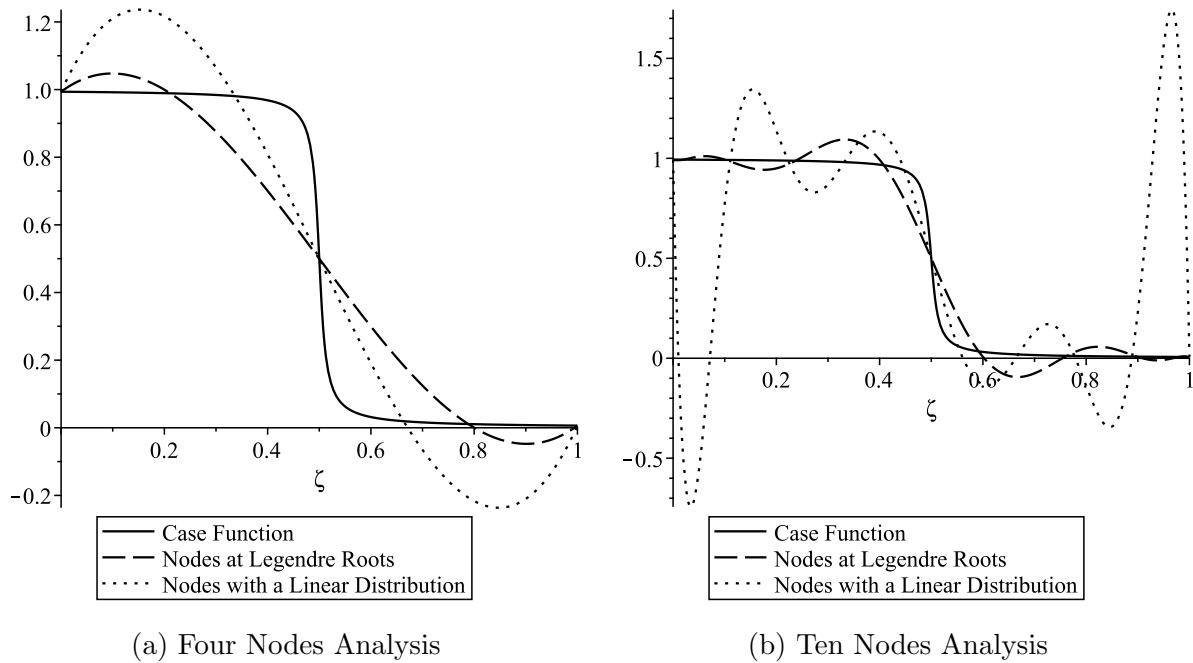 1.2
1.0
0.8
0.6
0.4
0.2
0
−0.2
0.2
0.4
0.6
0.8
1
ζ
Case Function
Nodes at Legendre Roots
Nodes with a Linear Distribution
(a) Four Nodes Analysis
1.5
1
0.5
0
−0.5
0.2
0.4
0.6
0.8
1
ζ
Case Function
Nodes at Legendre Roots
Nodes with a Linear Distribution
(b) Ten Nodes Analysis